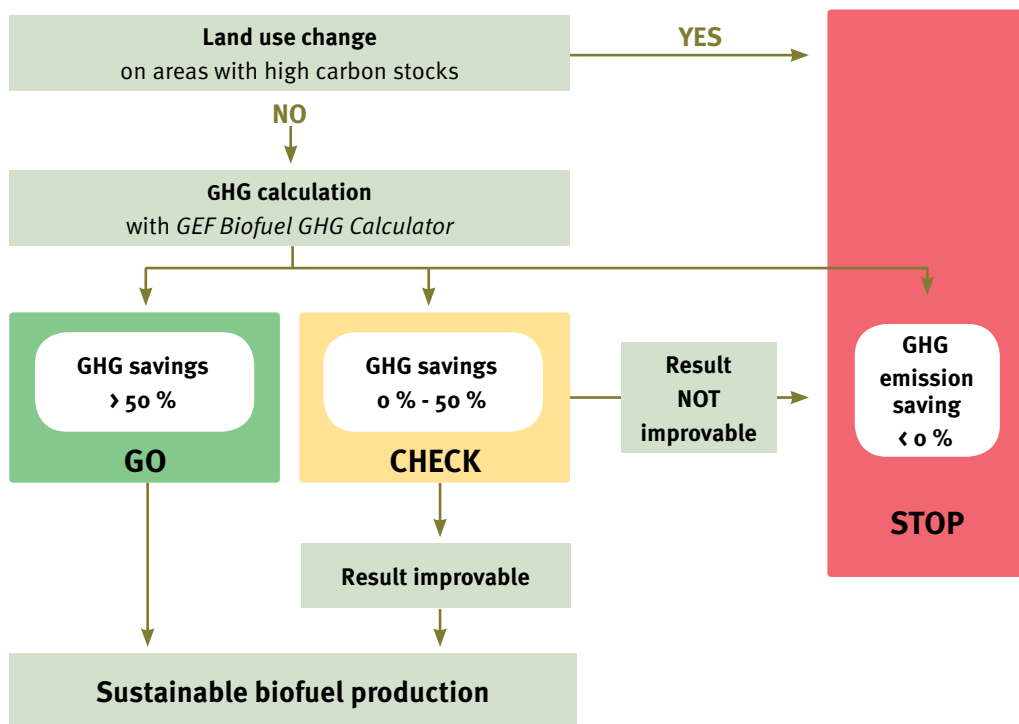 Land use change
on areas with high carbon stocks
YES
NO
GHG calculation
with GEF Biofuel GHG Calculator
GHG savings
> 50 %
GO
GHG savings
0 % - 50 %
CHECK
Result
NOT
improvable
GHG
emission
saving
< 0 %
STOP
Result improvable
Sustainable biofuel production